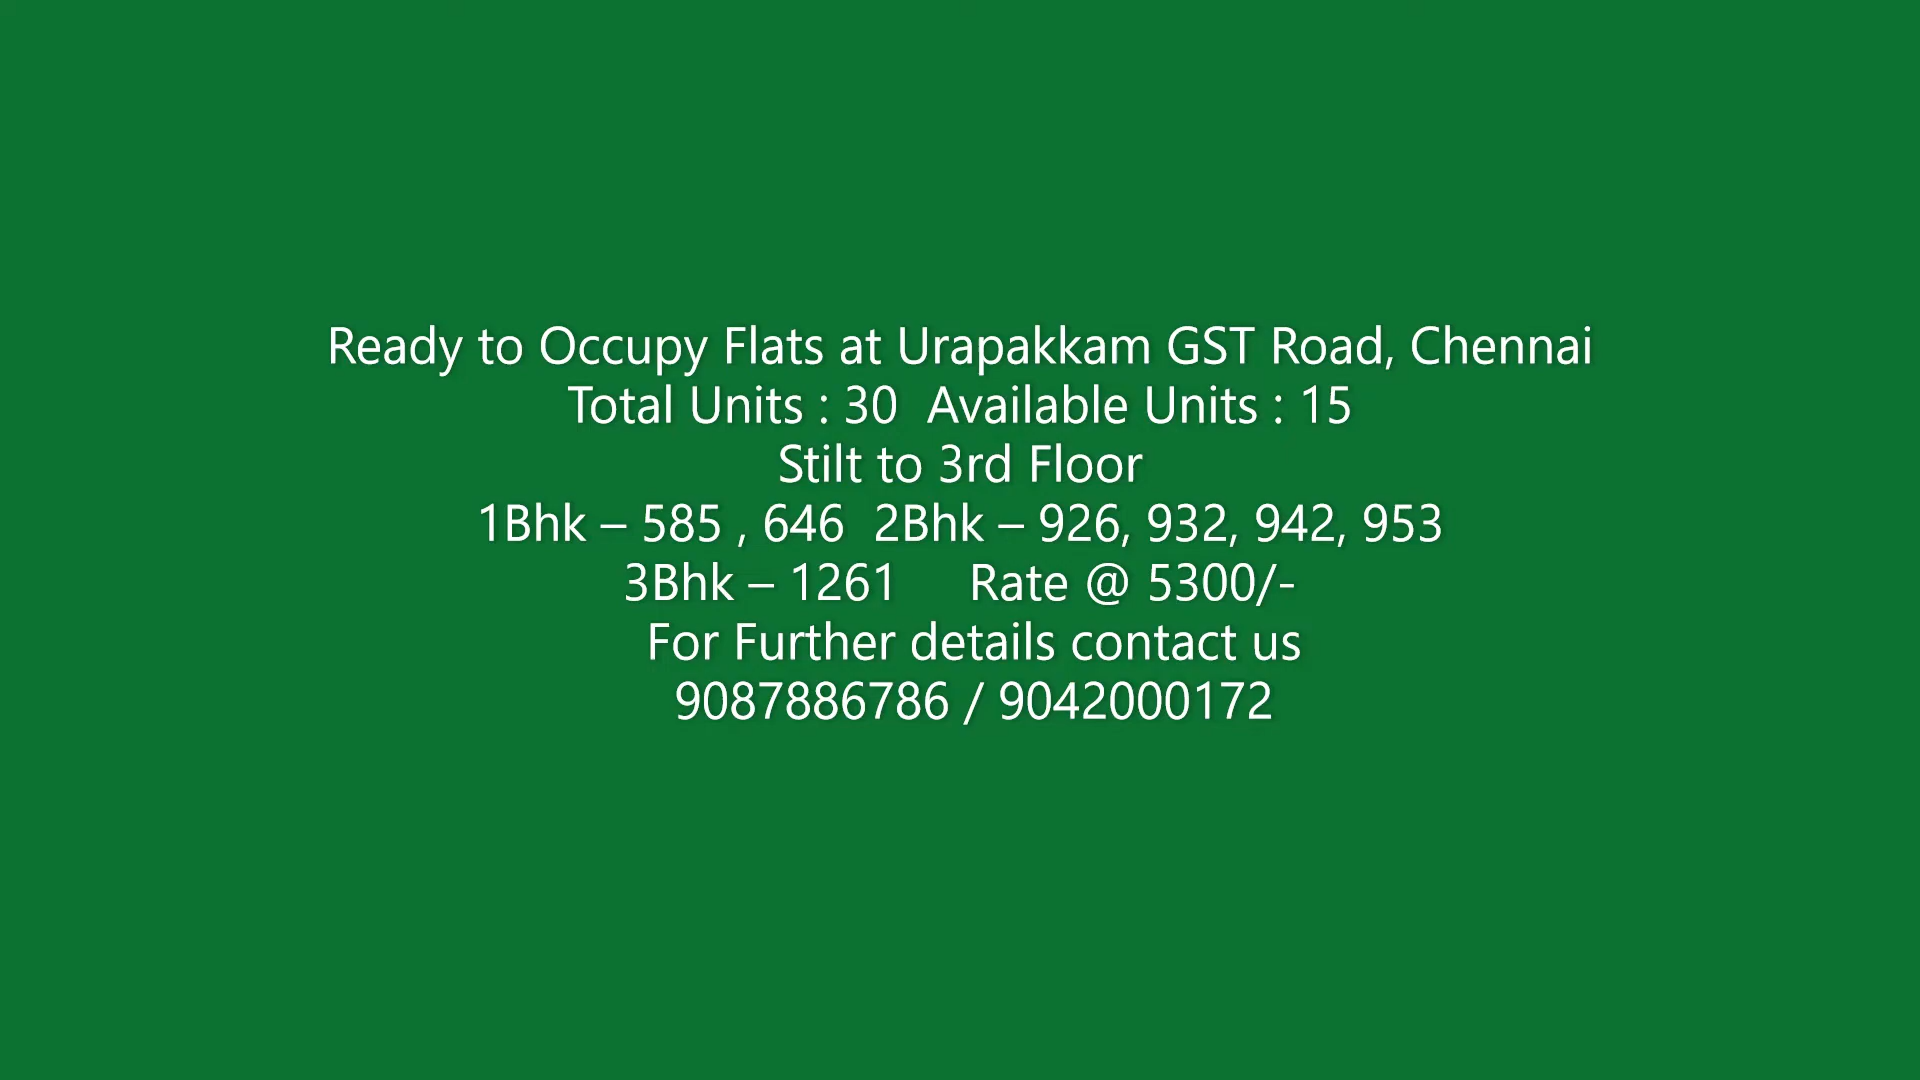 Ready to Occupy Flats at Urapakkam GST Road, Chennai
Total Units : 30  Available Units : 15
Stilt to 3rd Floor
1Bhk – 585 , 646  2Bhk – 926, 932, 942, 953
3Bhk – 1261     Rate @ 5300/-
For Further details contact us
9087886786 / 9042000172